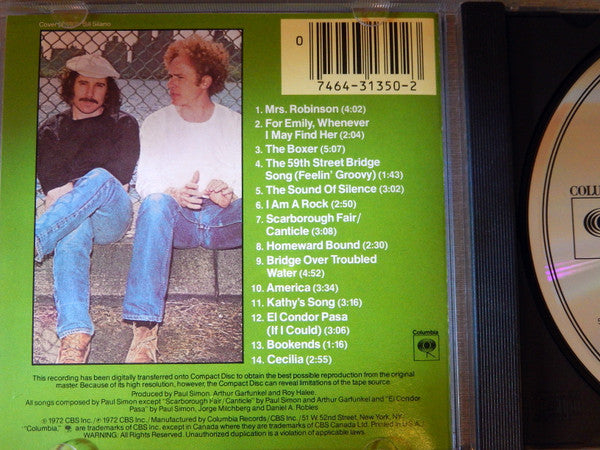 Cover Bill Silano
0
7464-31350-2
1. Mrs. Robinson (4:02)
2. For Emily, Whenever
I May Find Her (2:04)
3. The Boxer (5:07)
4. The 59th Street Bridge
Song (Feelin' Groovy) (1:43)
5. The Sound Of Silence (3:02)
6. I Am A Rock (2:50)
7. Scarborough Fair/
Canticle (3:08)
8. Homeward Bound (2:30)
9. Bridge Over Troubled
Water (4:52)
10. America (3:34)
11. Kathy's Song (3:16)
12. El Condor Pasa
(If I Could) (3:06)
13. Bookends (1:16)
14. Cecilia (2:55)
Columbia
This recording has been digitally transferred onto Compact Disc to obtain the best possible reproduction from the original
master. Because of its high resolution, however, the Compact Disc can reveal limitations of the tape source
Produced by Paul Simon, Arthur Garfunkel and Roy Halee.
All songs composed by Paul Simon except "Scarborough Fair/Canticle" by Paul Simon and Arthur Garfunkel and "El Condor
Pasa" by Paul Simon, Jorge Milchberg and Daniel A. Robles
© 1972 CBS Inc./℗ 1972 CBS Inc./Manufactured by Columbia Records/CBS Inc./51 W. 52nd Street, New York, NY/
"Columbia," are trademarks of CBS Inc. except in Canada where they are trademarks of CBS Canada Ltd. Printed in U.S.A.
WARNING: All Rights Reserved. Unauthorized duplication is a violation of applicable laws.
COLU